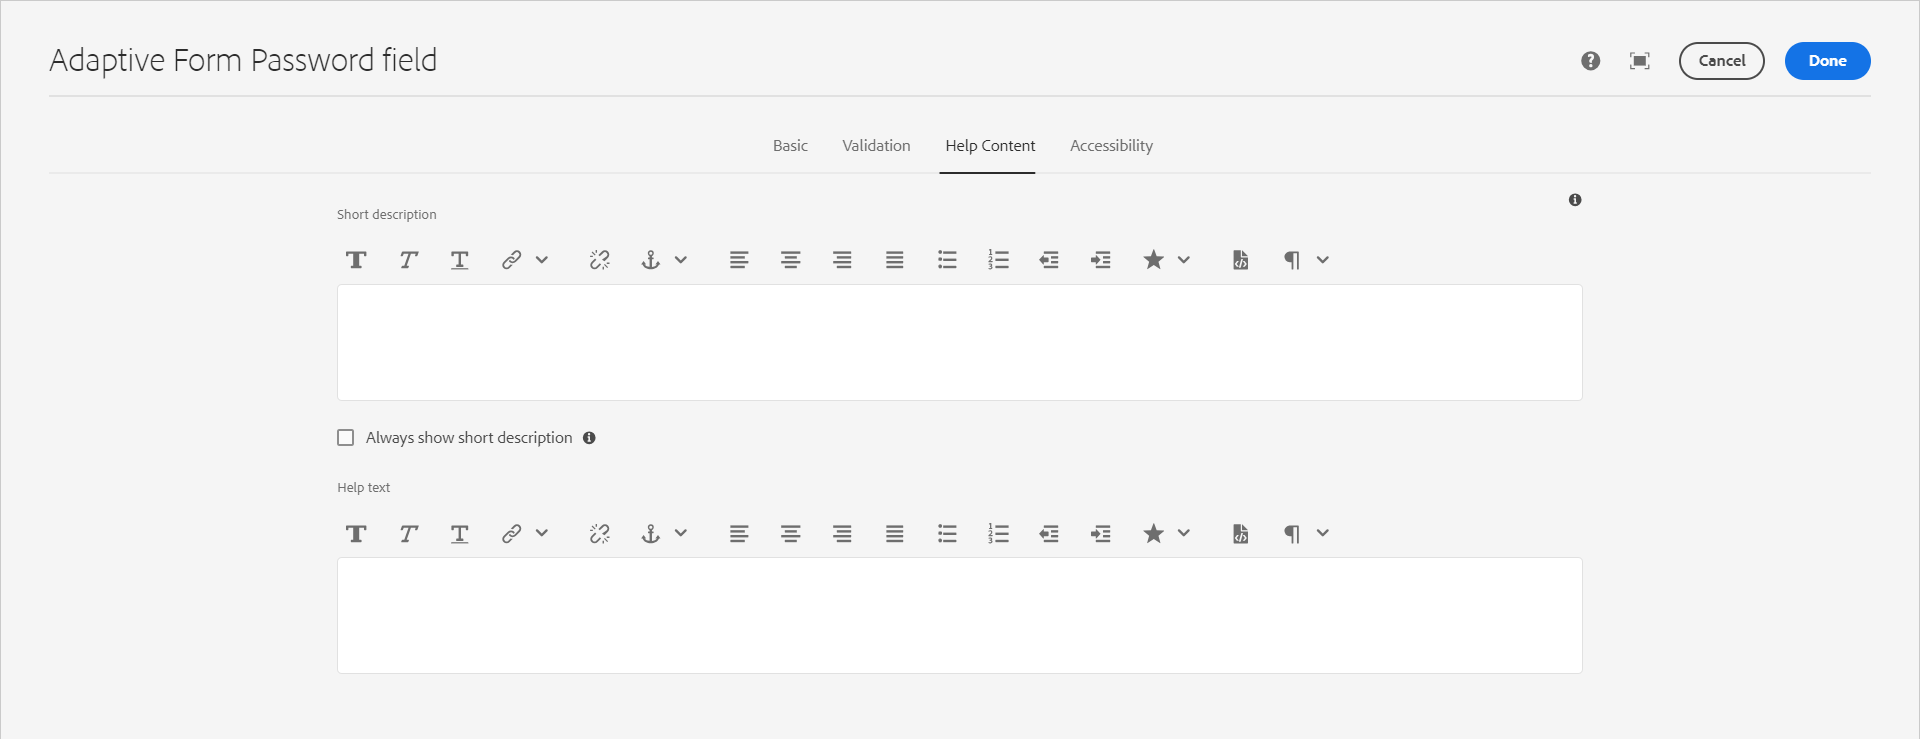 Adaptive Form Password field
Cancel
Done
Basic
Validation
Help Content
Accessibility
Short description
Always show short description
Help text